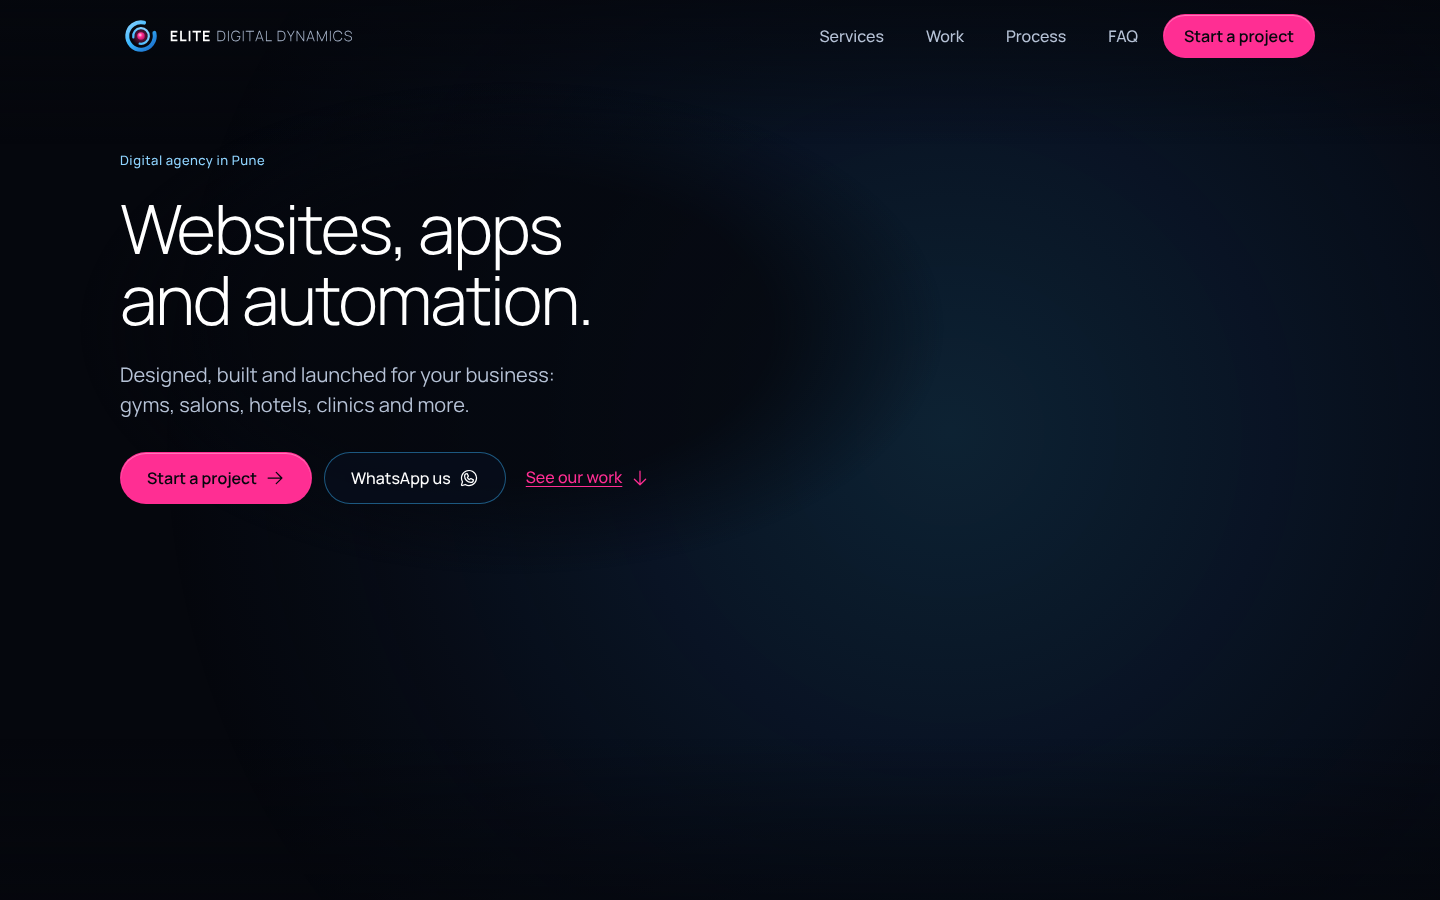 ELITE DIGITAL DYNAMICS
Services
Work
Process
FAQ
Start a project
Digital agency in Pune
Websites, apps
and automation.
Designed, built and launched for your business:
gyms, salons, hotels, clinics and more.
Start a project
WhatsApp us
See our work